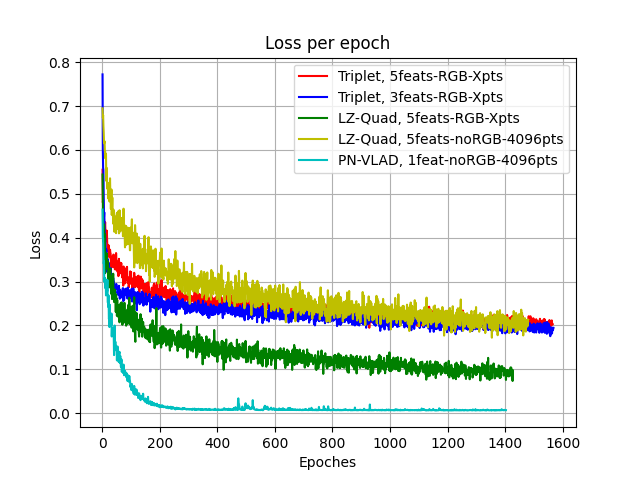 Loss per epoch
Triplet, 5feats-RGB-Xpts
Triplet, 3feats-RGB-Xpts
LZ-Quad, 5feats-RGB-Xpts
LZ-Quad, 5feats-noRGB-4096pts
PN-VLAD, 1feat-noRGB-4096pts
Loss
0.8
0.7
0.6
0.5
0.4
0.3
0.2
0.1
0.0
0 200 400 600 800 1000 1200 1400 1600
Epoches